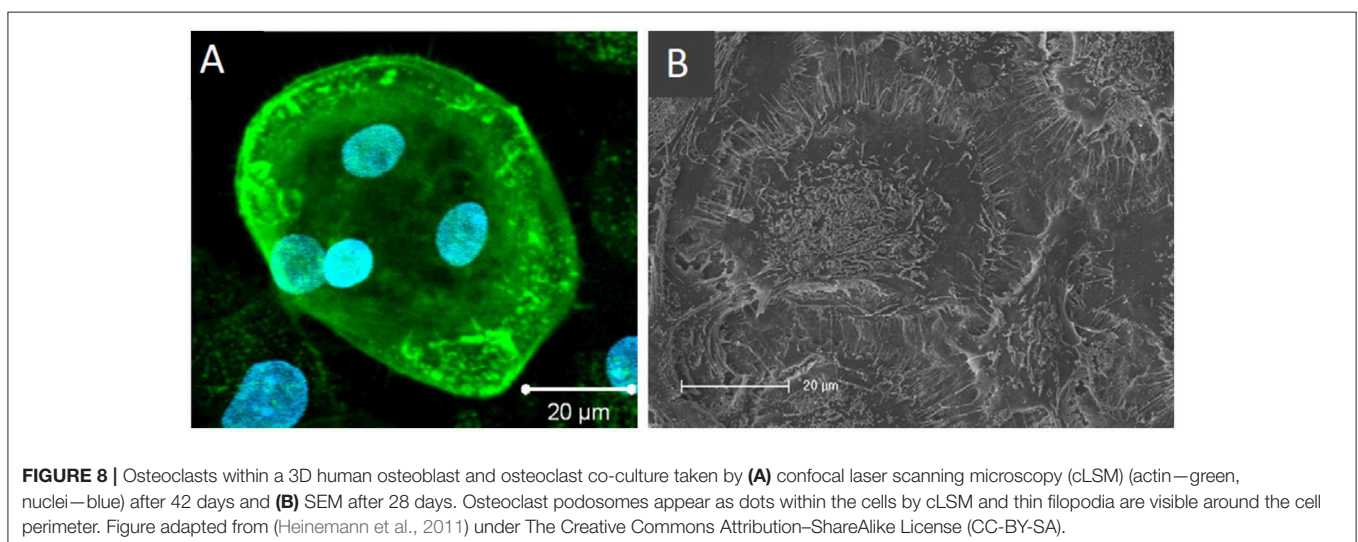 A
B
20 µm
20 µm
FIGURE 8 | Osteoclasts within a 3D human osteoblast and osteoclast co-culture taken by (A) confocal laser scanning microscopy (cLSM) (actin—green,
nuclei—blue) after 42 days and (B) SEM after 28 days. Osteoclast podosomes appear as dots within the cells by cLSM and thin filopodia are visible around the cell
perimeter. Figure adapted from (Heinemann et al., 2011) under The Creative Commons Attribution–ShareAlike License (CC-BY-SA).